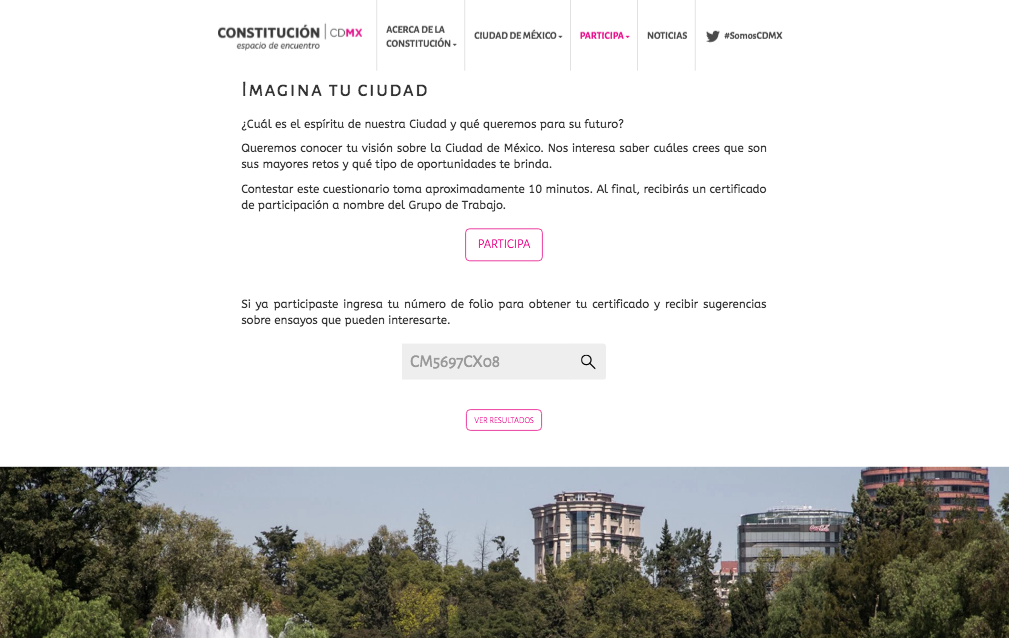 CONSTITUCIÓN | CDMX
espacio de encuentro
ACERCA DE LA
CONSTITUCIÓN
CIUDAD DE MÉXICO
PARTICIPA
NOTICIAS
#SomosCDMX
IMAGINA TU CIUDAD
¿Cuál es el espíritu de nuestra Ciudad y qué queremos para su futuro?
Queremos conocer tu visión sobre la Ciudad de México. Nos interesa saber cuáles crees que son
sus mayores retos y qué tipo de oportunidades te brinda.
Contestar este cuestionario toma aproximadamente 10 minutos. Al final, recibirás un certificado
de participación a nombre del Grupo de Trabajo.
PARTICIPA
Si ya participaste ingresa tu número de folio para obtener tu certificado y recibir sugerencias
sobre ensayos que pueden interesarte.
CM5697CX08
VER RESULTADOS
Coca-Cola